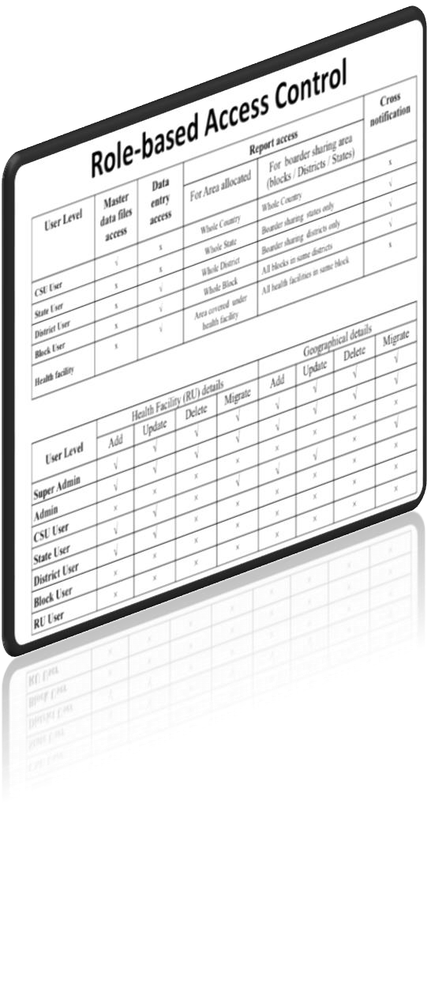 Role-based Access Control
User Level
Master
data files
access
Data
entry
access
Report access
For Area allocated
For boarder sharing area
(blocks / Districts / States)
Cross
notification
CSU User √ x Whole Country Whole Country x
State User x x Whole State Boarder sharing states only √
District User x √ Whole District Boarder sharing districts only √
Block User x √ Whole Block All blocks in same districts √
Health facility x √ Area covered under All health facilities in same block x
health facility
User Level Health Facility (RU) details Geographical details
Add Update Delete Migrate Add Update Delete Migrate
Super Admin √ √ √ √ √ √ √ √
Admin √ √ √ √ √ √ √ √
CSU User x x x x x x x x
State User √ √ x √ √ √ x √
District User √ √ x x x x x x
Block User x x x x x x x x
RU User x x x x x x x x